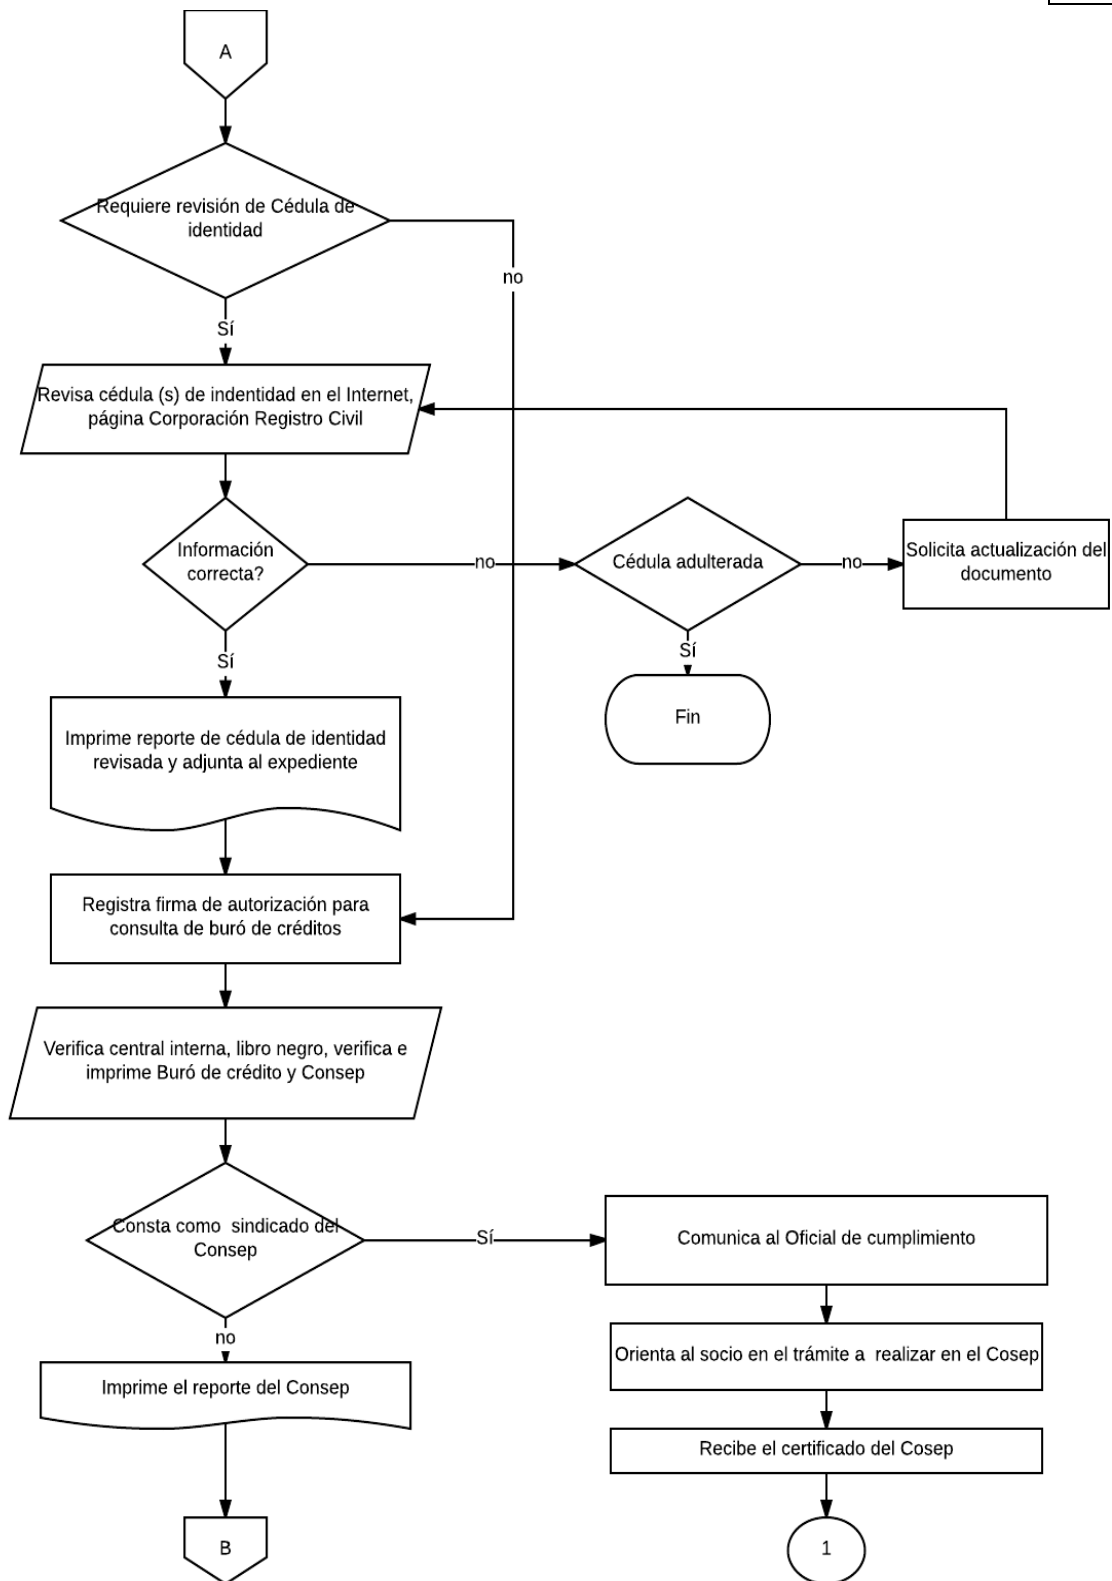 A
Requiere revisión de Cédula de
identidad
no
Sí
Revisa cédula (s) de indentidad en el Internet,
página Corporación Registro Civil
Información
correcta?
no
Cédula adulterada
no
Solicita actualización del
documento
Sí
Sí
Fin
Imprime reporte de cédula de identidad
revisada y adjunta al expediente
Registra firma de autorización para
consulta de buró de créditos
Verifica central interna, libro negro, verifica e
imprime Buró de crédito y Consep
Consta como  sindicado del
Consep
Sí
Comunica al Oficial de cumplimiento
no
Orienta al socio en el trámite a  realizar en el Cosep
Imprime el reporte del Consep
Recibe el certificado del Cosep
B
1